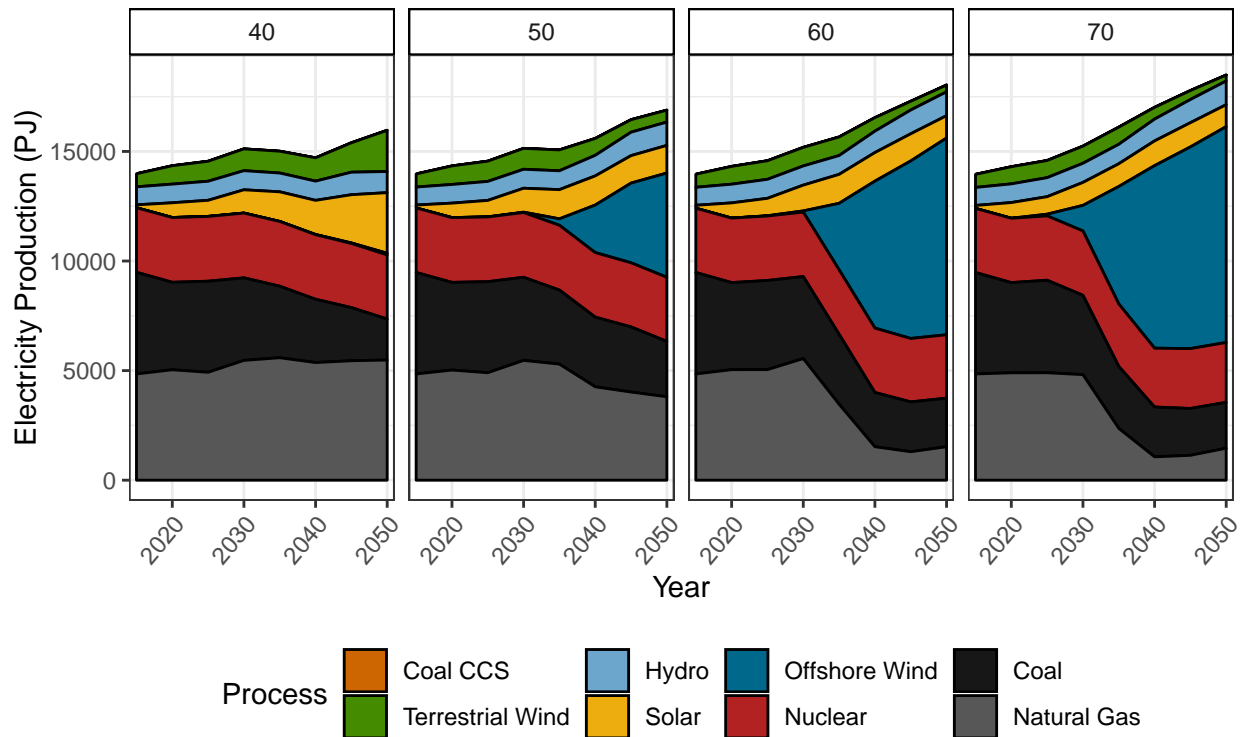 40 50 60 70
Electricity Production (PJ)
15000
10000
5000
0
2020 2030 2040 2050 2020 2030 2040 2050 2020 2030 2040 2050 2020 2030 2040 2050
Year
Process
Coal CCS Hydro Offshore Wind Coal
Terrestrial Wind Solar Nuclear Natural Gas